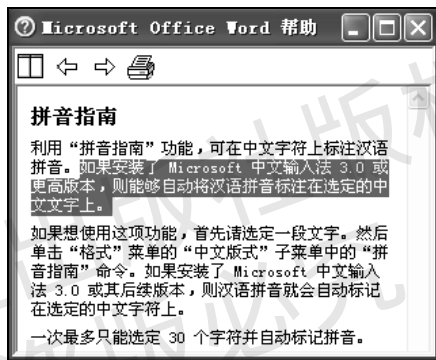 Microsoft Office Word 帮助
拼音指南
利用“拼音指南”功能，可在中文字符上标注汉语
拼音。如果安装了 Microsoft 中文输入法 3.0 或
更高版本，则能够自动将汉语拼音标注在选定的中
文文字上。
如果想使用这项功能，首先请选定一段文字。然后
单击“格式”菜单的“中文版式”子菜单中的“拼
音指南”命令。如果安装了 Microsoft 中文输入
法 3.0 或其后续版本，则汉语拼音就会自动标记
在选定的中文字符上。
一次最多只能选定 30 个字符并自动标记拼音。